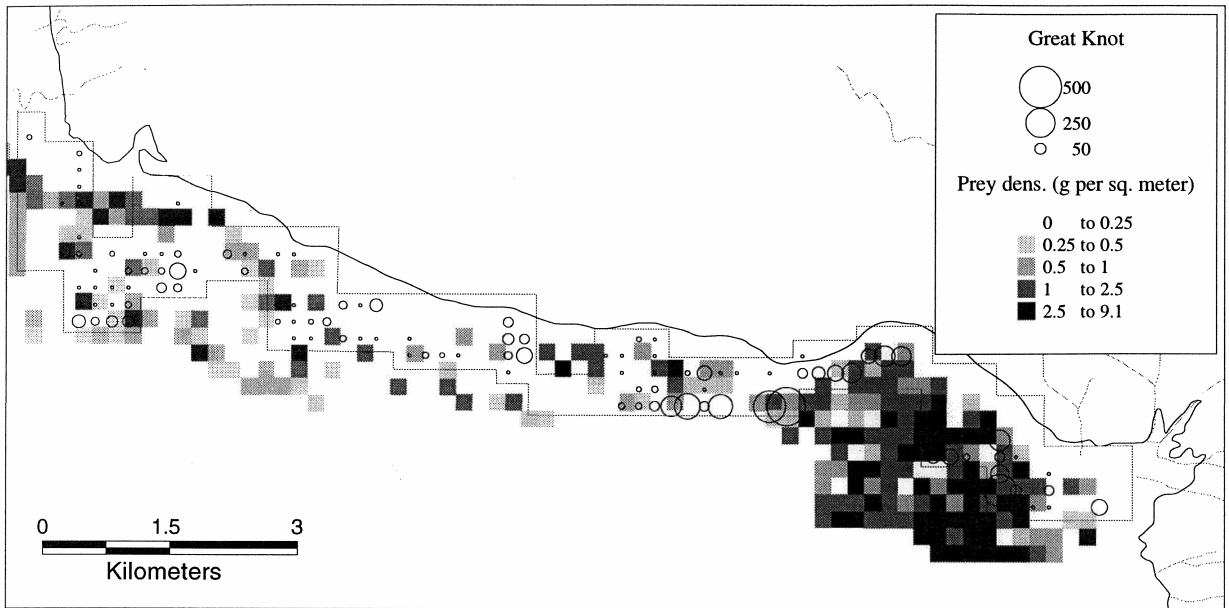 Great Knot
500
250
50
Prey dens. (g per sq. meter)
0 to 0.25
0.25 to 0.5
0.5 to 1
1 to 2.5
2.5 to 9.1
0 1.5 3
Kilometers